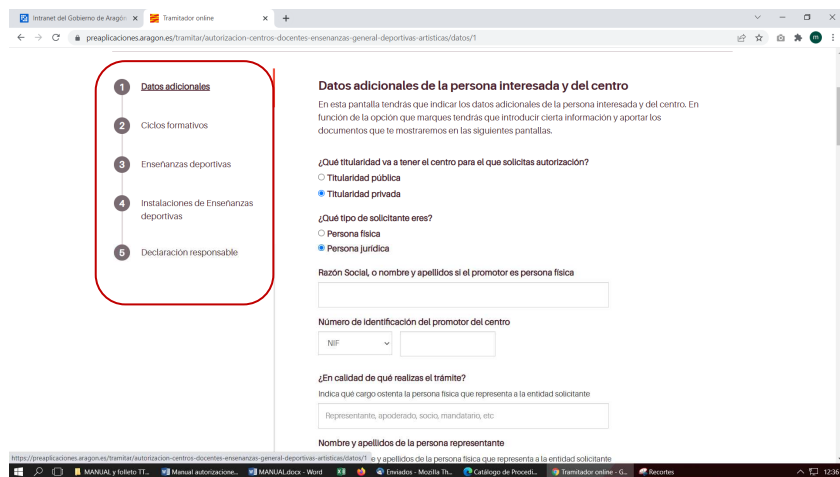 Intranet del Gobierno de Aragón
Tramitador online
preaplicaciones.aragon.es/tramitar/autorizacion-centros-docentes-ensenanzas-general-deportivas-artisticas/datos/1
m
1 Datos adicionales
2 Ciclos formativos
3 Enseñanzas deportivas
4 Instalaciones de Enseñanzas
deportivas
5 Declaración responsable
Datos adicionales de la persona interesada y del centro
En esta pantalla tendrás que indicar los datos adicionales de la persona interesada y del centro. En
función de la opción que marques tendrás que introducir cierta información y aportar los
documentos que te mostraremos en las siguientes pantallas.
¿Qué titularidad va a tener el centro para el que solicitas autorización?
Titularidad pública
Titularidad privada
¿Qué tipo de solicitante eres?
Persona física
Persona jurídica
Razón Social, o nombre y apellidos si el promotor es persona física
Número de identificación del promotor del centro
NIF
¿En calidad de qué realizas el trámite?
Indica qué cargo ostenta la persona física que representa a la entidad solicitante
Representante, apoderado, socio, mandatario, etc
Nombre y apellidos de la persona representante
https://preaplicaciones.aragon.es/tramitar/autorizacion-centros-docentes-ensenanzas-general-deportivas-artisticas/datos/1
e y apellidos de la persona física que representa a la entidad solicitante
MANUAL y folleto TT...
Manual autorizacione...
MANUAL.docx - Word
Enviados - Mozilla Th...
Catálogo de Procedi...
Tramitador online - G...
Recortes
12:36